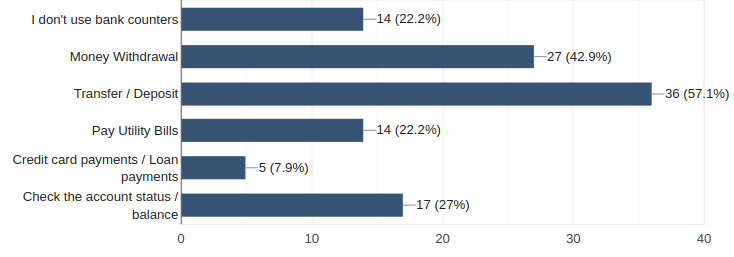 I don't use bank counters
14 (22.2%)
Money Withdrawal
27 (42.9%)
Transfer / Deposit
36 (57.1%)
Pay Utility Bills
14 (22.2%)
Credit card payments / Loan
payments
5 (7.9%)
Check the account status /
balance
17 (27%)
0
10
20
30
40